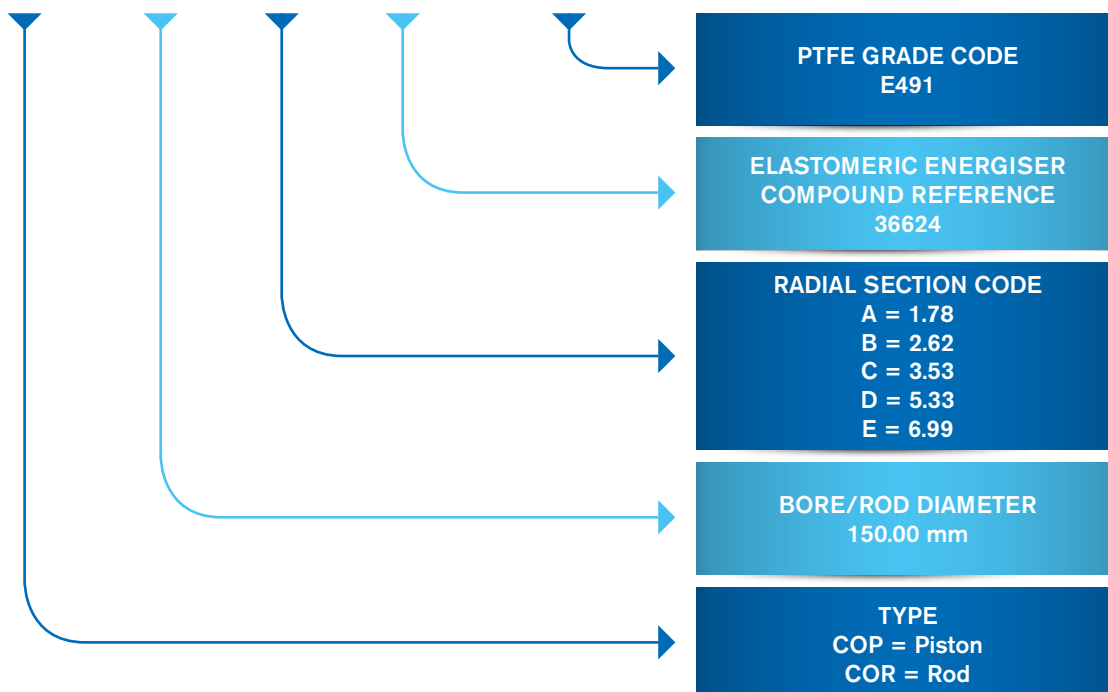 PTFE GRADE CODE
E491
ELASTOMERIC ENERGISER
COMPOUND REFERENCE
36624
RADIAL SECTION CODE
A = 1.78
B = 2.62
C = 3.53
D = 5.33
E = 6.99
BORE/ROD DIAMETER
150.00 mm
TYPE
COP = Piston
COR = Rod